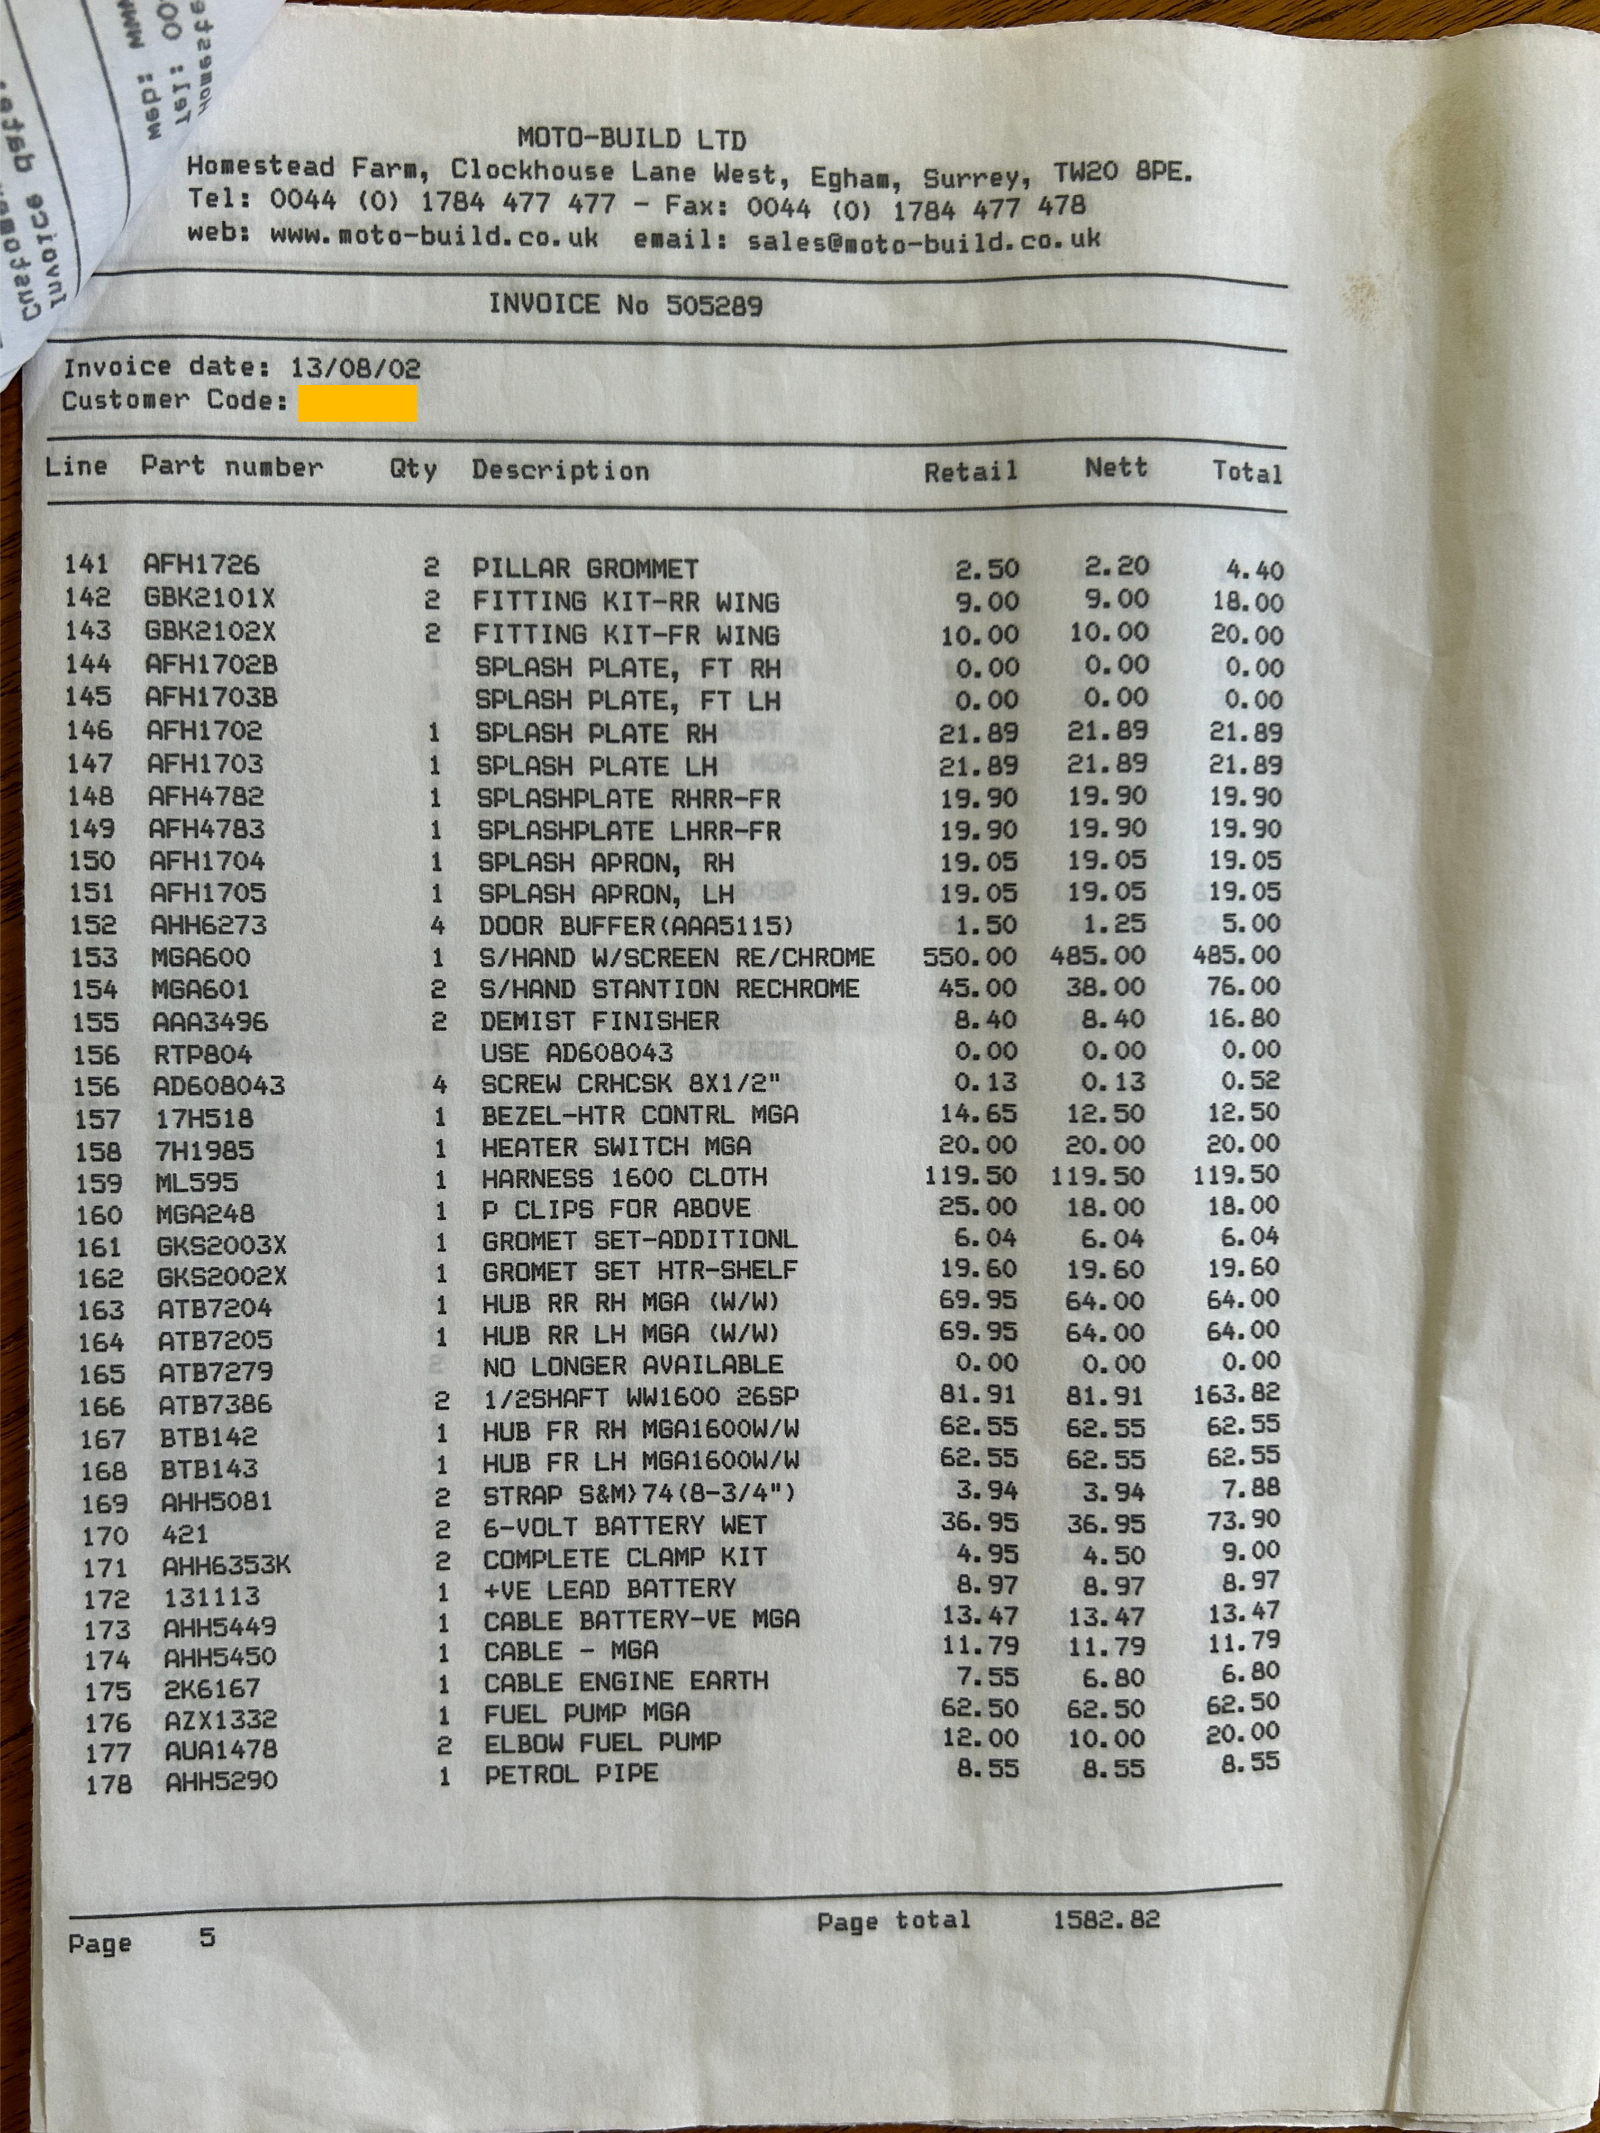 MOTO-BUILD LTD
Homestead Farm, Clockhouse Lane West, Egham, Surrey, TW20 8PE.
Tel: 0044 (0) 1784 477 477 - Fax: 0044 (0) 1784 477 478
web: www.moto-build.co.uk email: sales@moto-build.co.uk
INVOICE No 505289
Invoice date: 13/08/02
Customer Code:
Line Part number Qty Description Retail Nett Total
141 AFH1726 2 PILLAR GROMMET 2.50 2.20 4.40
142 GBK2101X 2 FITTING KIT-RR WING 9.00 9.00 18.00
143 GBK2102X 2 FITTING KIT-FR WING 10.00 10.00 20.00
144 AFH1702B SPLASH PLATE, FT RH 0.00 0.00 0.00
145 AFH1703B SPLASH PLATE, FT LH 0.00 0.00 0.00
146 AFH1702 1 SPLASH PLATE RH 21.89 21.89 21.89
147 AFH1703 1 SPLASH PLATE LH 21.89 21.89 21.89
148 AFH4782 1 SPLASHPLATE RHRR-FR 19.90 19.90 19.90
149 AFH4783 1 SPLASHPLATE LHRR-FR 19.90 19.90 19.90
150 AFH1704 1 SPLASH APRON, RH 19.05 19.05 19.05
151 AFH1705 1 SPLASH APRON, LH 19.05 19.05 19.05
152 AHH6273 4 DOOR BUFFER(AAA5115) 1.50 1.25 5.00
153 MGA600 1 S/HAND W/SCREEN RE/CHROME 550.00 485.00 485.00
154 MGA601 2 S/HAND STANTION RECHROME 45.00 38.00 76.00
155 AAA3496 2 DEMIST FINISHER 8.40 8.40 16.80
156 RTP804 USE AD608043 0.00 0.00 0.00
156 AD608043 4 SCREW CRHCSK 8X1/2" 0.13 0.13 0.52
157 17H518 1 BEZEL-HTR CONTRL MGA 14.65 12.50 12.50
158 7H1985 1 HEATER SWITCH MGA 20.00 20.00 20.00
159 ML595 1 HARNESS 1600 CLOTH 119.50 119.50 119.50
160 MGA248 1 P CLIPS FOR ABOVE 25.00 18.00 18.00
161 GKS2003X 1 GROMET SET-ADDITIONL 6.04 6.04 6.04
162 GKS2002X 1 GROMET SET HTR-SHELF 19.60 19.60 19.60
163 ATB7204 1 HUB RR RH MGA (W/W) 69.95 64.00 64.00
164 ATB7205 1 HUB RR LH MGA (W/W) 69.95 64.00 64.00
165 ATB7279 NO LONGER AVAILABLE 0.00 0.00 0.00
166 ATB7386 2 1/2SHAFT WW1600 26SP 81.91 81.91 163.82
167 BTB142 1 HUB FR RH MGA1600W/W 62.55 62.55 62.55
168 BTB143 1 HUB FR LH MGA1600W/W 62.55 62.55 62.55
169 AHH5081 2 STRAP S&M>74(8-3/4") 3.94 3.94 7.88
170 421 2 6-VOLT BATTERY WET 36.95 36.95 73.90
171 AHH6353K 2 COMPLETE CLAMP KIT 4.95 4.50 9.00
172 131113 1 +VE LEAD BATTERY 8.97 8.97 8.97
173 AHH5449 1 CABLE BATTERY-VE MGA 13.47 13.47 13.47
174 AHH5450 1 CABLE - MGA 11.79 11.79 11.79
175 2K6167 1 CABLE ENGINE EARTH 7.55 6.80 6.80
176 AZX1332 1 FUEL PUMP MGA 62.50 62.50 62.50
177 AUA1478 2 ELBOW FUEL PUMP 12.00 10.00 20.00
178 AHH5290 1 PETROL PIPE 8.55 8.55 8.55
Page 5 Page total 1582.82